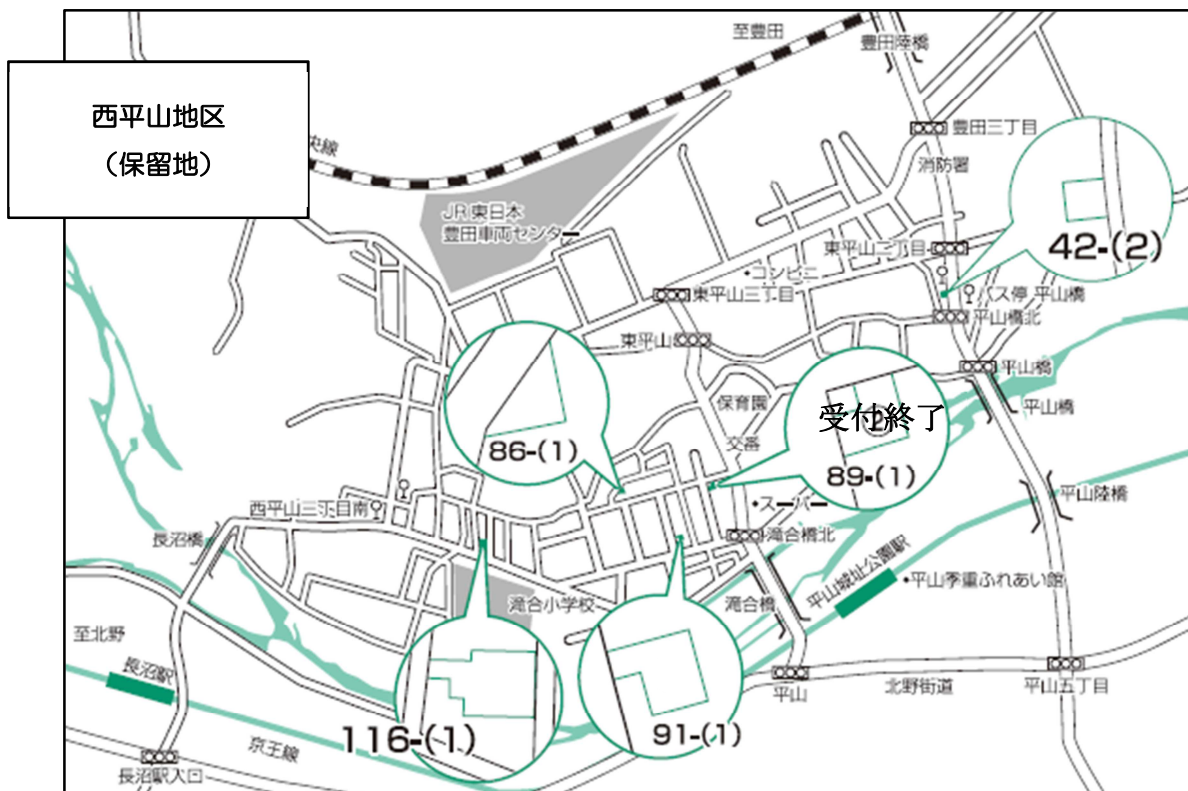 西平山地区
(保留地)
至豊田
豊田陸橋
央線
豊田三丁目
消防署
JR東日本
豊田車両センター
42-(2)
東平山二丁目
コンビニ
東平山三丁目
バス停 平山橋
平山橋北
東平山
平山橋
保育園
平山橋
受付終了
②
86-(1)
交番
89-(1)
スーパー
平山陸橋
西平山三丁目南
長沼橋
滝合橋北
平山城址公園駅
平山季重ふれあい館
滝合小学校
滝合橋
至北野
長沼駅
平山
北野街道
平山五丁目
116-(1)
91-(1)
京王線
長沼駅入口